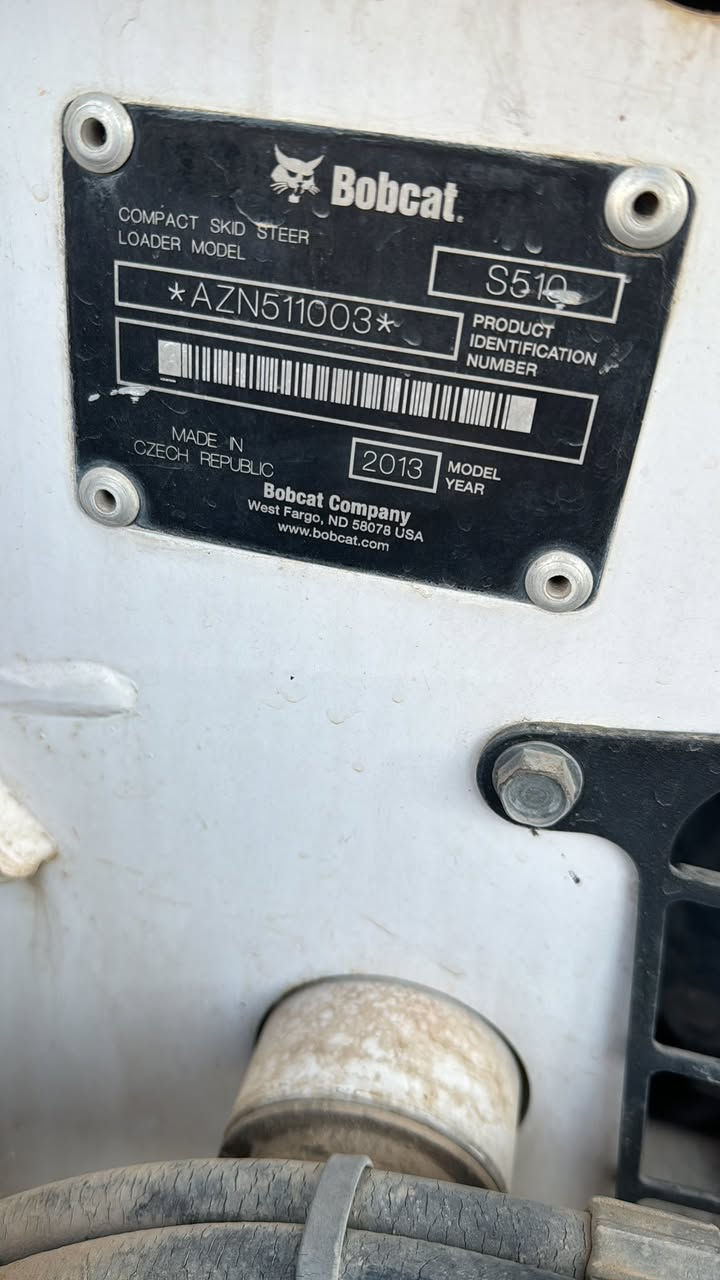 Bobcat.
COMPACT SKID STEER
LOADER MODEL
S510
*AZN511003*
PRODUCT
IDENTIFICATION
NUMBER
MADE IN
CZECH REPUBLIC
2013
MODEL
YEAR
Bobcat Company
West Fargo, ND 58078 USA
www.bobcat.com